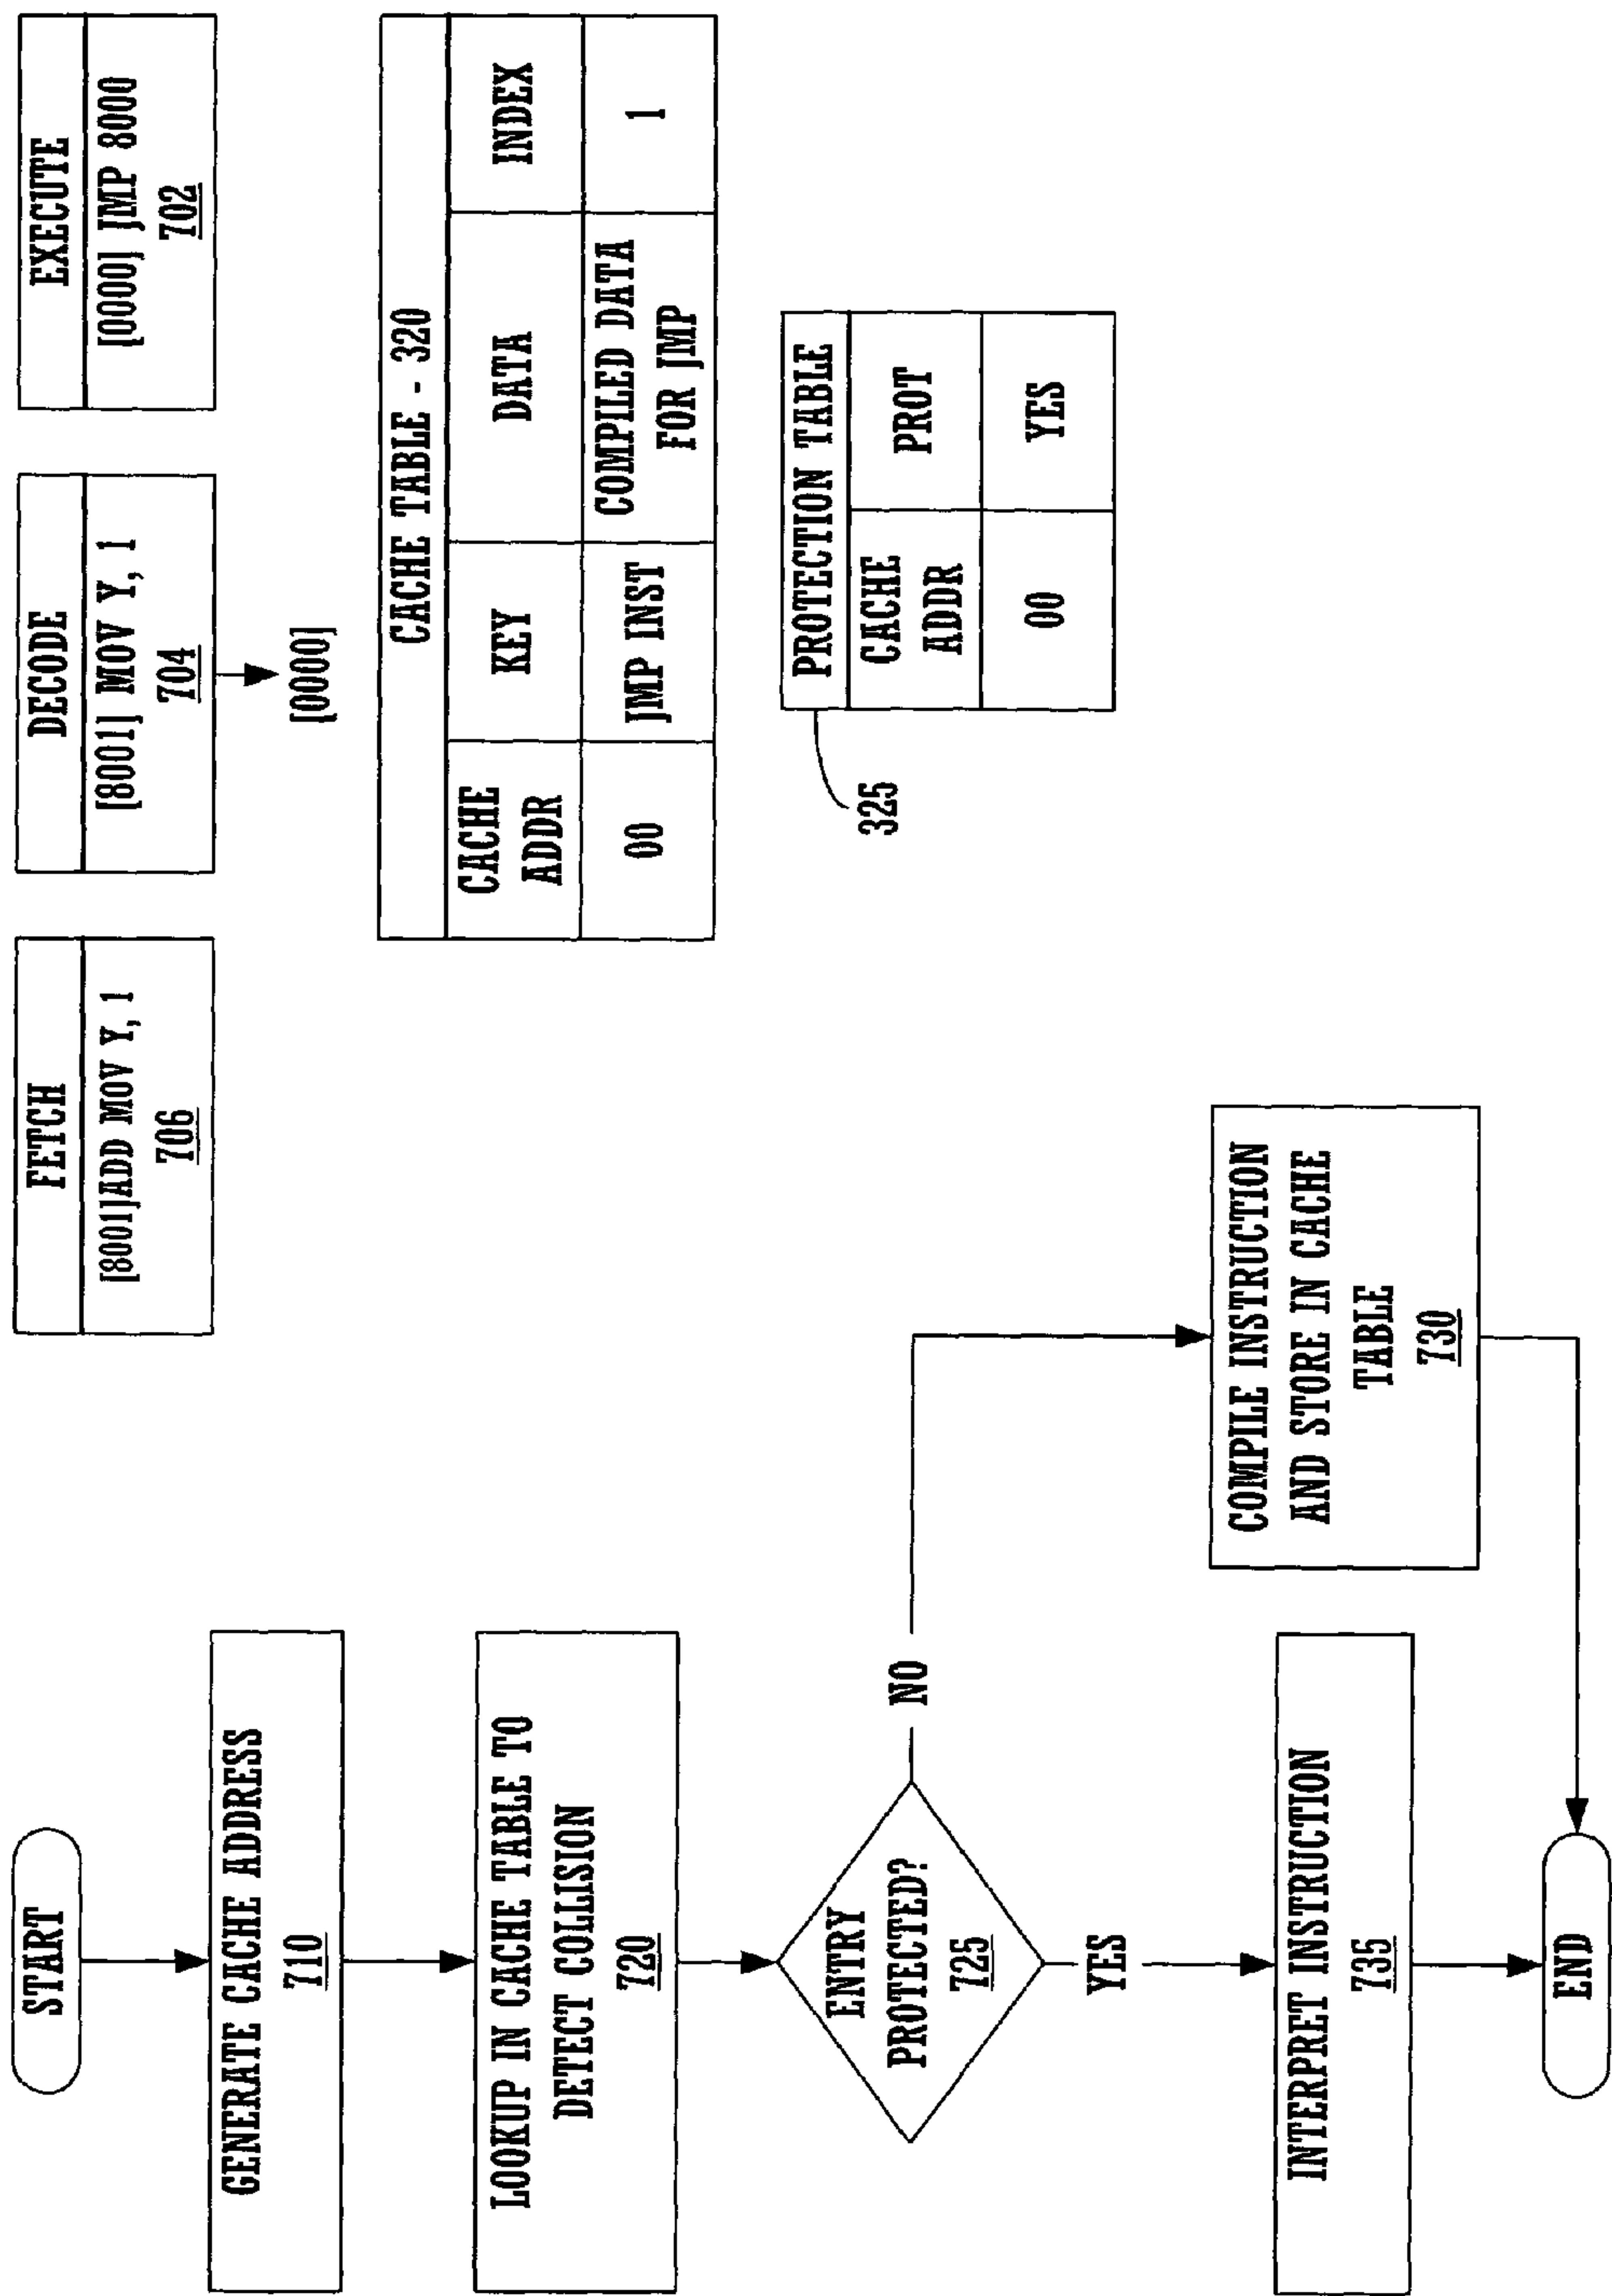 START
GENERATE CACHE ADDRESS
710
LOOKUP IN CACHE TABLE TO
DETECT COLLISION
720
ENTRY
PROTECTED?
725
NO
YES
COMPILE INSTRUCTION
AND STORE IN CACHE
TABLE
730
INTERPRET INSTRUCTION
735
END
FETCH
[8001]ADD MOV Y, 1
706
DECODE
[8001] MOV Y, 1
704
[0000]
EXECUTE
[0000] JMP 8000
702
CACHE TABLE - 320
CACHE
ADDR
KEY
DATA
INDEX
00
JMP INST
COMPILED DATA
FOR JMP
1
325
PROTECTION TABLE
CACHE
ADDR
PROT
00
YES